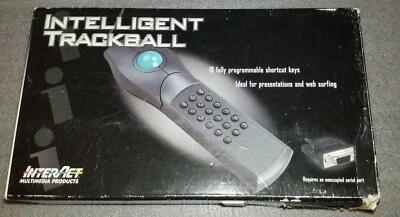 INTELLIGENT
TRACKBALL
18 fully programmable shortcut keys
Ideal for presentations and web surfing
INTERACT
MULTIMEDIA PRODUCTS
Requires an unoccupied serial port